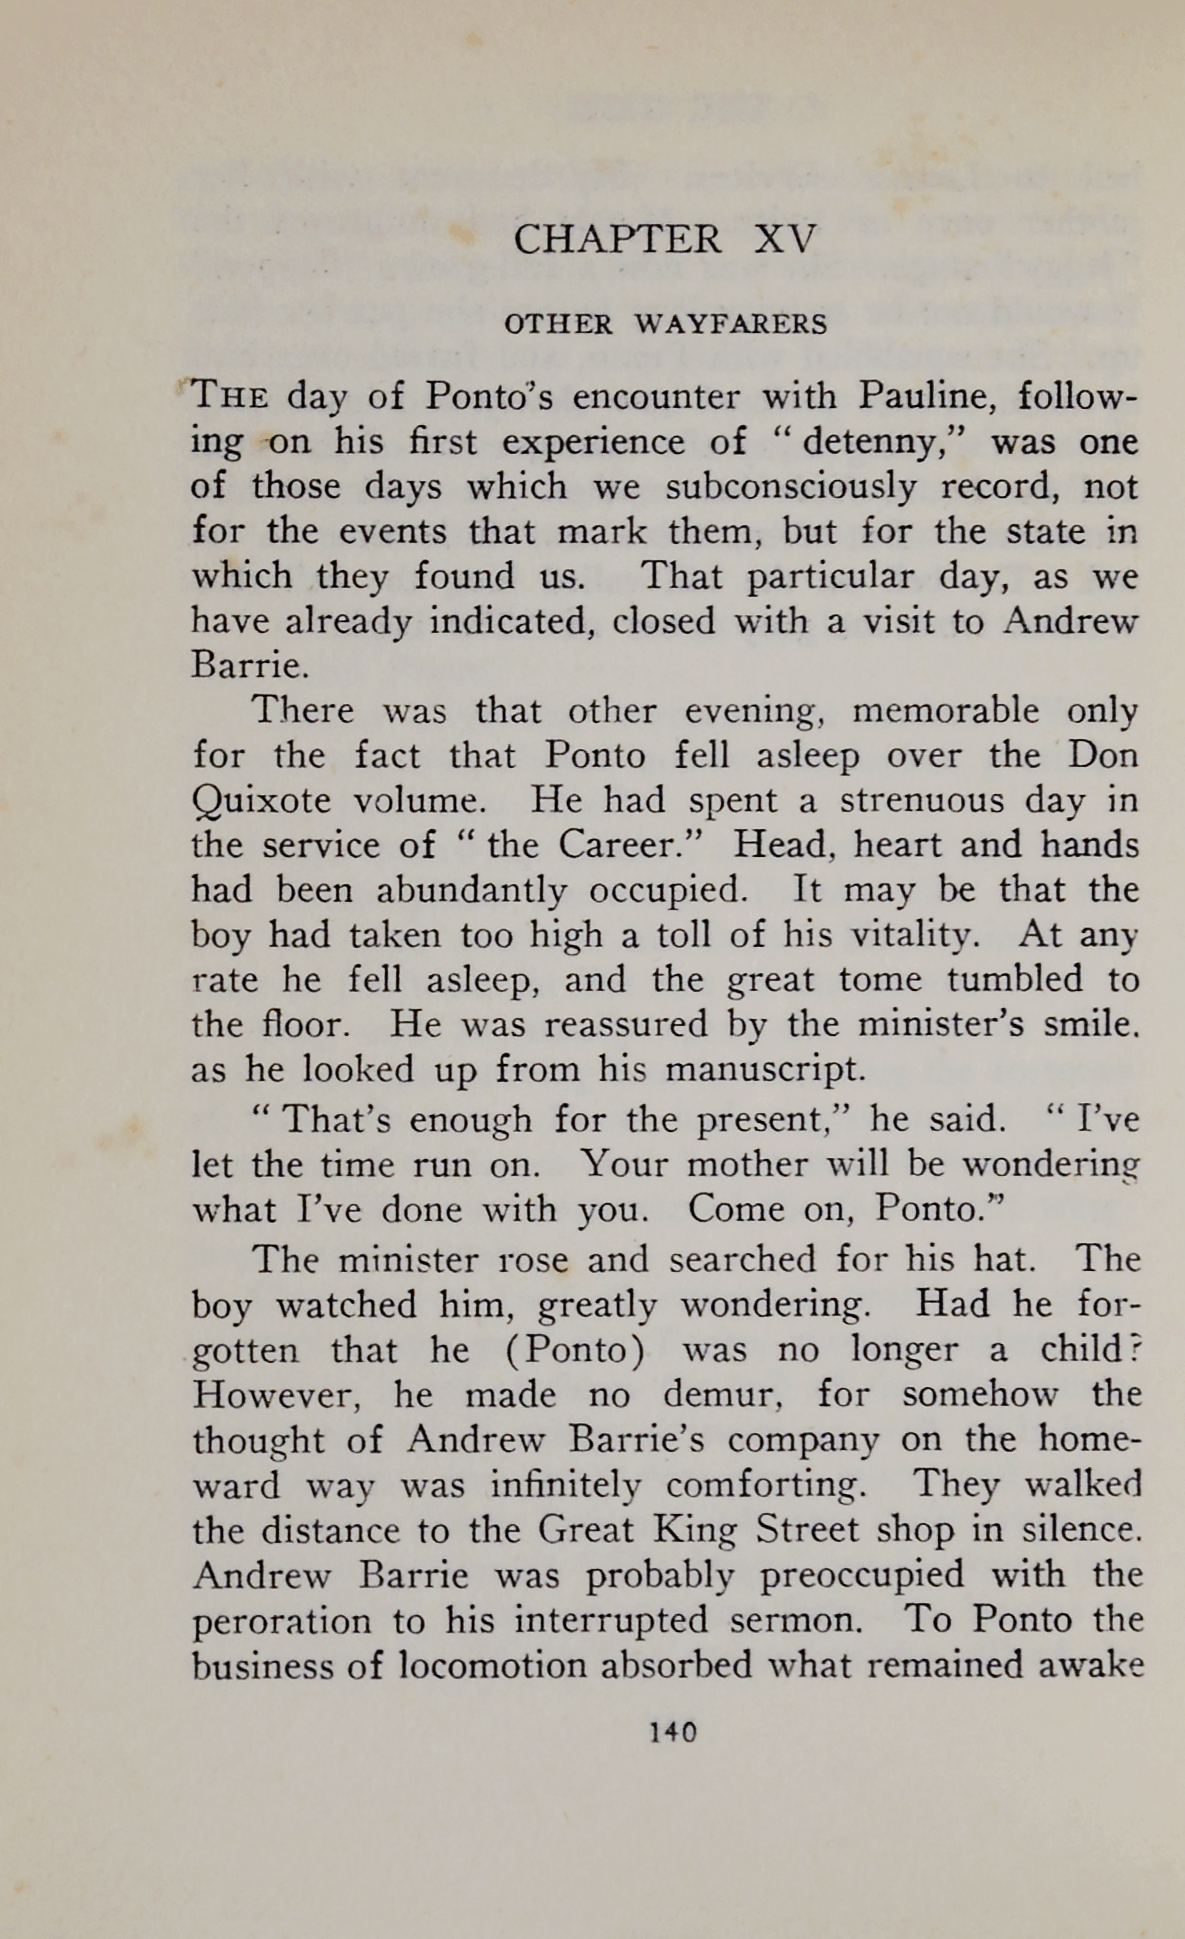 CHAPTER XV
OTHER WAYFARERS
THE day of Ponto's encounter with Pauline, follow-
ing on his first experience of “ detenny,” was one
of those days which we subconsciously record, not
for the events that mark them, but for the state in
which they found us. That particular day, as we
have already indicated, closed with a visit to Andrew
Barrie.
There was that other evening, memorable only
for the fact that Ponto fell asleep over the Don
Quixote volume. He had spent a strenuous day in
the service of “ the Career.” Head, heart and hands
had been abundantly occupied. It may be that the
boy had taken too high a toll of his vitality. At any
rate he fell asleep, and the great tome tumbled to
the floor. He was reassured by the minister's smile.
as he looked up from his manuscript.
“ That's enough for the present,” he said. “ I've
let the time run on. Your mother will be wondering
what I've done with you. Come on, Ponto.”
The minister rose and searched for his hat. The
boy watched him, greatly wondering. Had he for-
gotten that he (Ponto) was no longer a child?
However, he made no demur, for somehow the
thought of Andrew Barrie's company on the home-
ward way was infinitely comforting. They walked
the distance to the Great King Street shop in silence.
Andrew Barrie was probably preoccupied with the
peroration to his interrupted sermon. To Ponto the
business of locomotion absorbed what remained awake
140